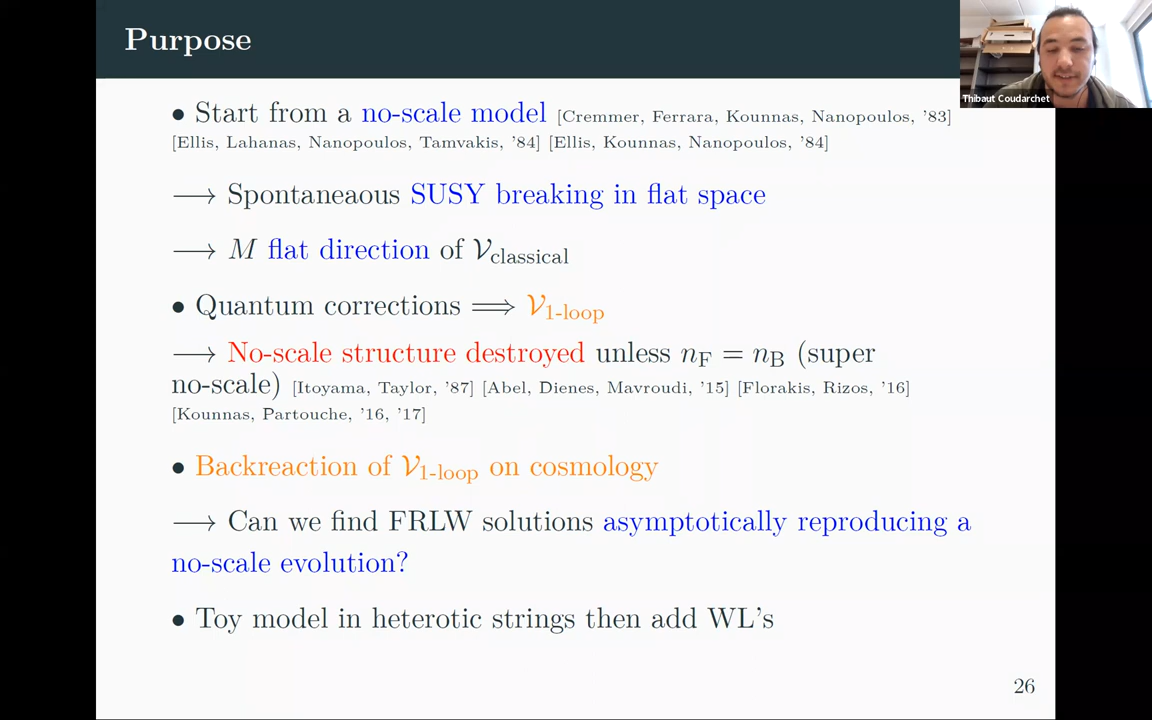 Purpose
Thibaut Coudarchet
• Start from a no-scale model [Cremmer, Ferrara, Kounnas, Nanopoulos, '83]
[Ellis, Lahanas, Nanopoulos, Tamvakis, '84] [Ellis, Kounnas, Nanopoulos, '84]
⟶ Spontaneaous SUSY breaking in flat space
⟶ M flat direction of 𝒱classical
• Quantum corrections ⟹ 𝒱1-loop
⟶ No-scale structure destroyed unless nF = nB (super
no-scale) [Itoyama, Taylor, '87] [Abel, Dienes, Mavroudi, '15] [Florakis, Rizos, '16]
[Kounnas, Partouche, '16, '17]
• Backreaction of 𝒱1-loop on cosmology
⟶ Can we find FRLW solutions asymptotically reproducing a
no-scale evolution?
• Toy model in heterotic strings then add WL's
26